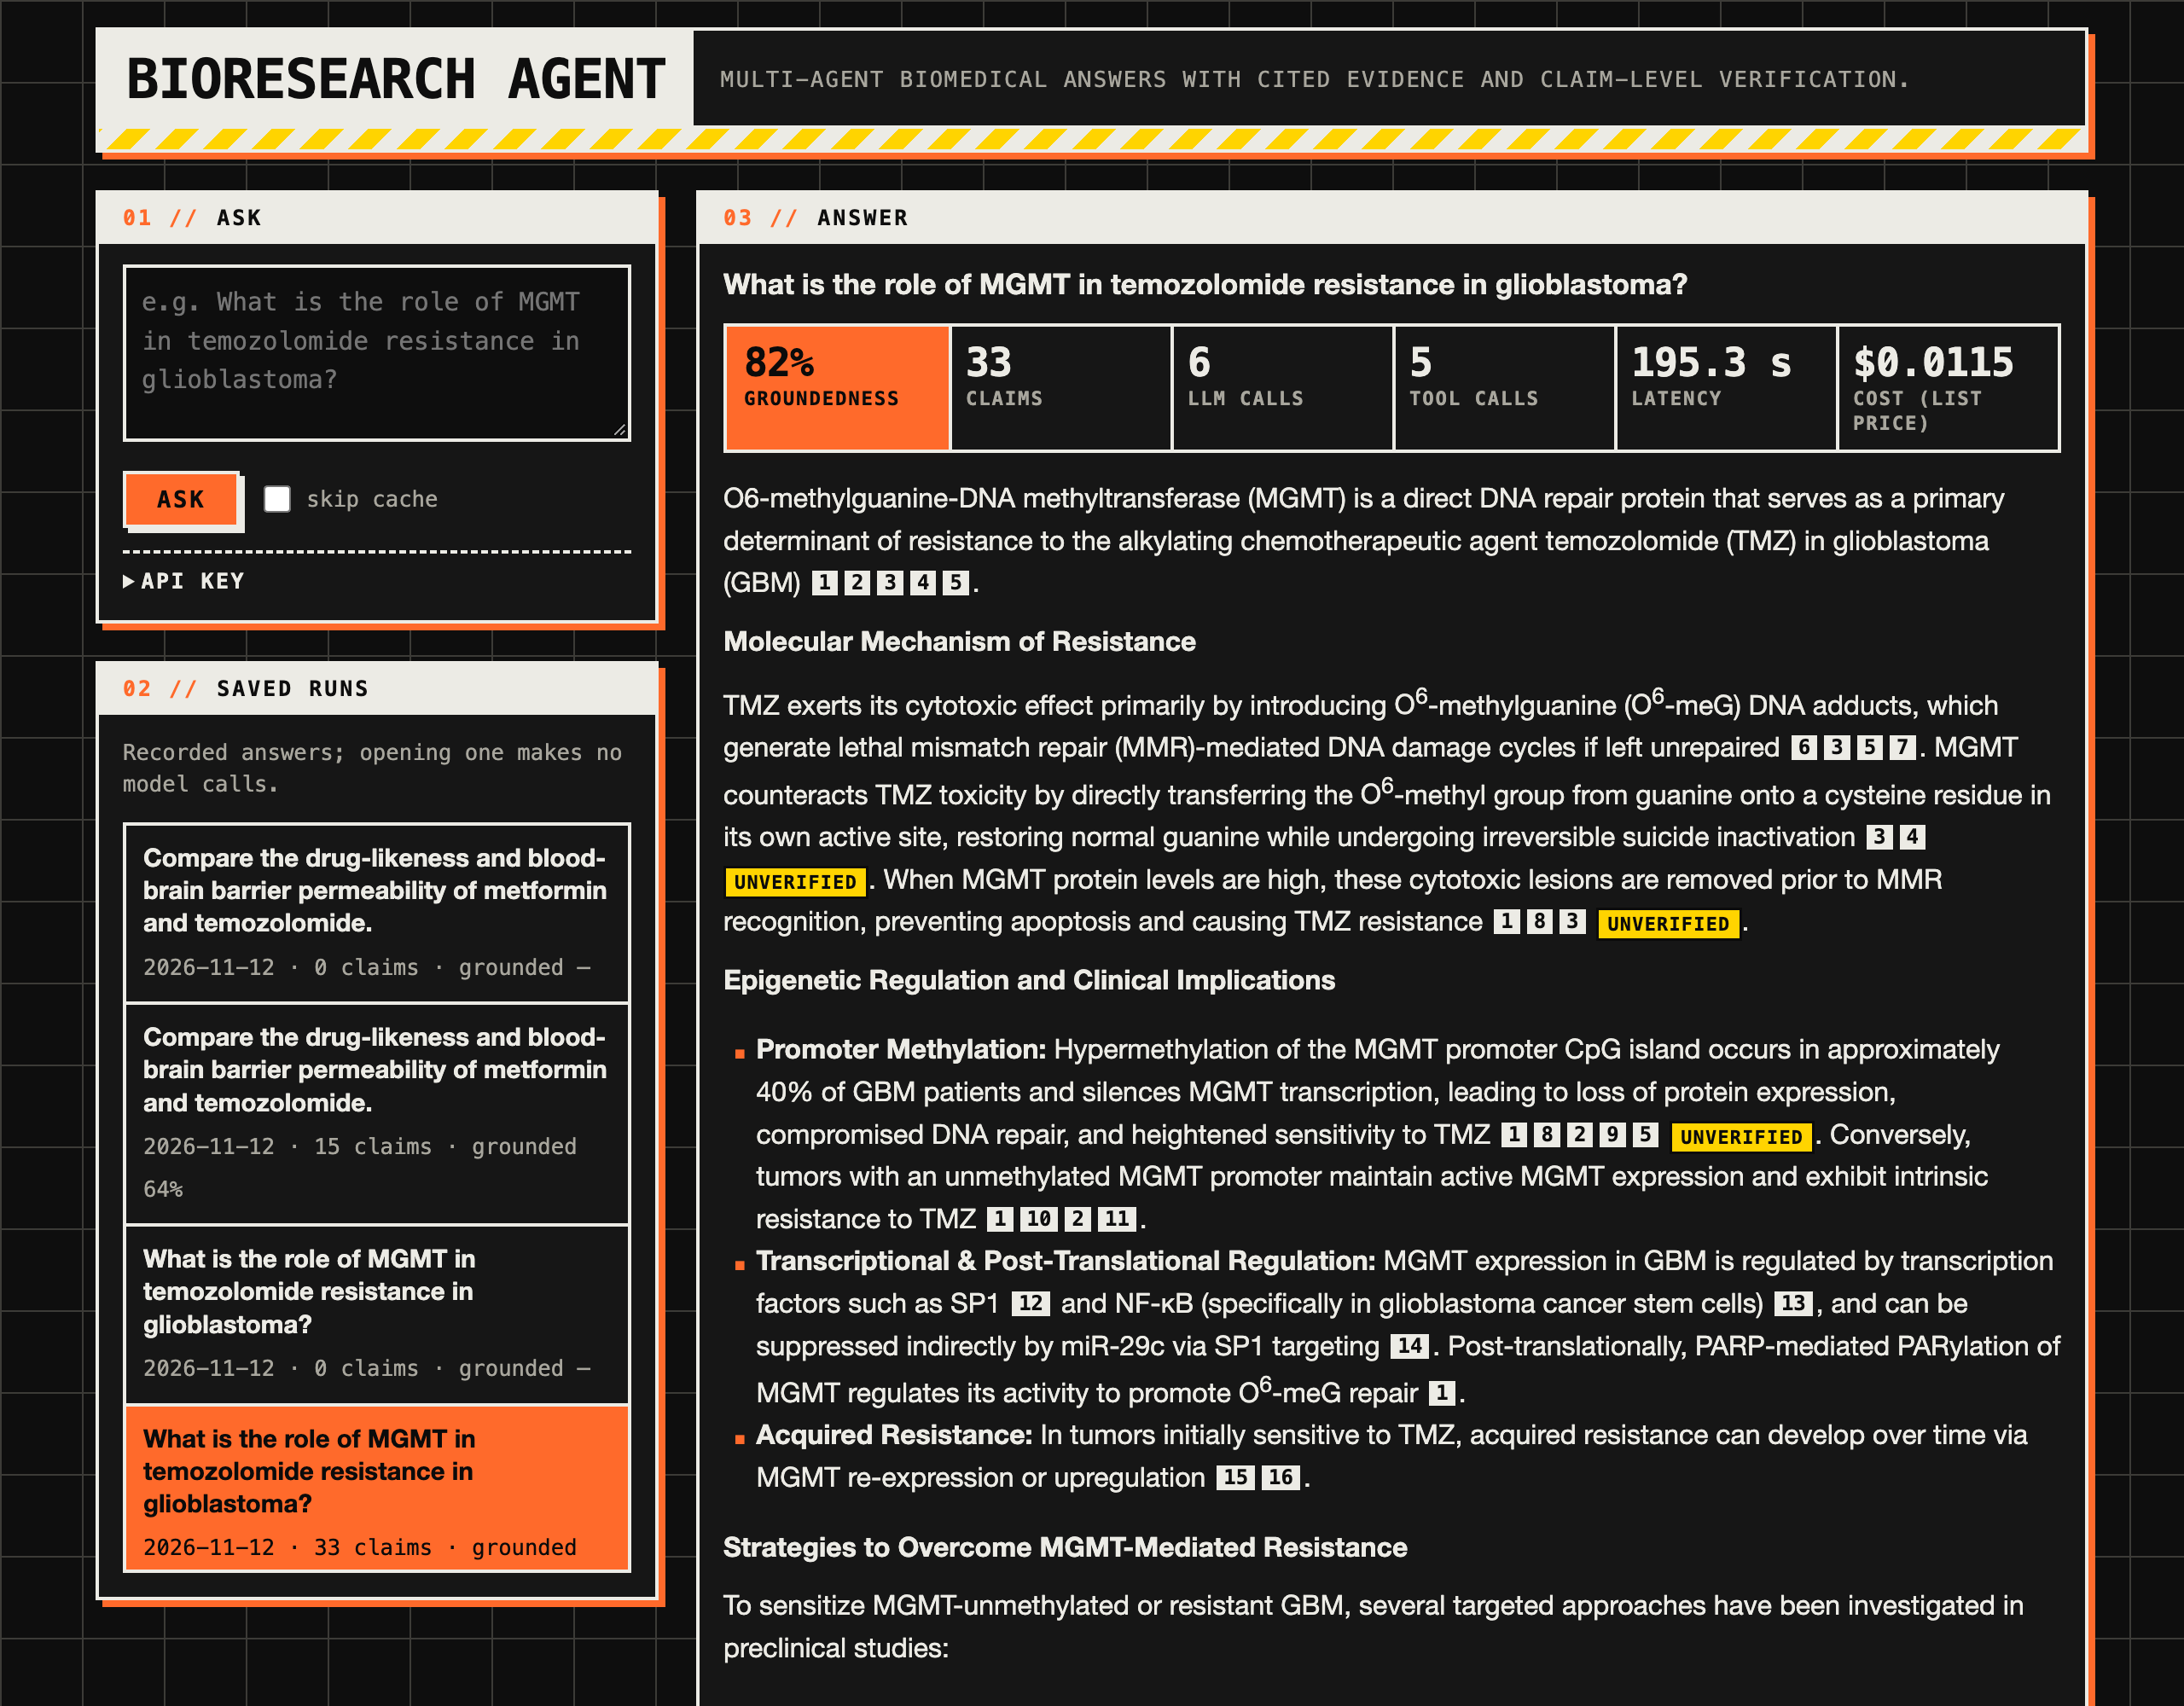 BIORESEARCH AGENT
MULTI-AGENT BIOMEDICAL ANSWERS WITH CITED EVIDENCE AND CLAIM-LEVEL VERIFICATION.
01 // ASK
e.g. What is the role of MGMT
in temozolomide resistance in
glioblastoma?
ASK
skip cache
API KEY
02 // SAVED RUNS
Recorded answers; opening one makes no
model calls.
Compare the drug-likeness and blood-
brain barrier permeability of metformin
and temozolomide.
2026-11-12 · 0 claims · grounded —
Compare the drug-likeness and blood-
brain barrier permeability of metformin
and temozolomide.
2026-11-12 · 15 claims · grounded
64%
What is the role of MGMT in
temozolomide resistance in
glioblastoma?
2026-11-12 · 0 claims · grounded —
What is the role of MGMT in
temozolomide resistance in
glioblastoma?
2026-11-12 · 33 claims · grounded
03 // ANSWER
What is the role of MGMT in temozolomide resistance in glioblastoma?
82%
GROUNDEDNESS
33
CLAIMS
6
LLM CALLS
5
TOOL CALLS
195.3 s
LATENCY
$0.0115
COST (LIST
PRICE)
O6-methylguanine-DNA methyltransferase (MGMT) is a direct DNA repair protein that serves as a primary
determinant of resistance to the alkylating chemotherapeutic agent temozolomide (TMZ) in glioblastoma
(GBM) 1 2 3 4 5.
Molecular Mechanism of Resistance
TMZ exerts its cytotoxic effect primarily by introducing O⁶-methylguanine (O⁶-meG) DNA adducts, which
generate lethal mismatch repair (MMR)-mediated DNA damage cycles if left unrepaired 6 3 5 7. MGMT
counteracts TMZ toxicity by directly transferring the O⁶-methyl group from guanine onto a cysteine residue in
its own active site, restoring normal guanine while undergoing irreversible suicide inactivation 3 4
UNVERIFIED. When MGMT protein levels are high, these cytotoxic lesions are removed prior to MMR
recognition, preventing apoptosis and causing TMZ resistance 1 8 3 UNVERIFIED.
Epigenetic Regulation and Clinical Implications
Promoter Methylation: Hypermethylation of the MGMT promoter CpG island occurs in approximately
40% of GBM patients and silences MGMT transcription, leading to loss of protein expression,
compromised DNA repair, and heightened sensitivity to TMZ 1 8 2 9 5 UNVERIFIED. Conversely,
tumors with an unmethylated MGMT promoter maintain active MGMT expression and exhibit intrinsic
resistance to TMZ 1 10 2 11.
Transcriptional & Post-Translational Regulation: MGMT expression in GBM is regulated by transcription
factors such as SP1 12 and NF-κB (specifically in glioblastoma cancer stem cells) 13, and can be
suppressed indirectly by miR-29c via SP1 targeting 14. Post-translationally, PARP-mediated PARylation of
MGMT regulates its activity to promote O⁶-meG repair 1.
Acquired Resistance: In tumors initially sensitive to TMZ, acquired resistance can develop over time via
MGMT re-expression or upregulation 15 16.
Strategies to Overcome MGMT-Mediated Resistance
To sensitize MGMT-unmethylated or resistant GBM, several targeted approaches have been investigated in
preclinical studies: